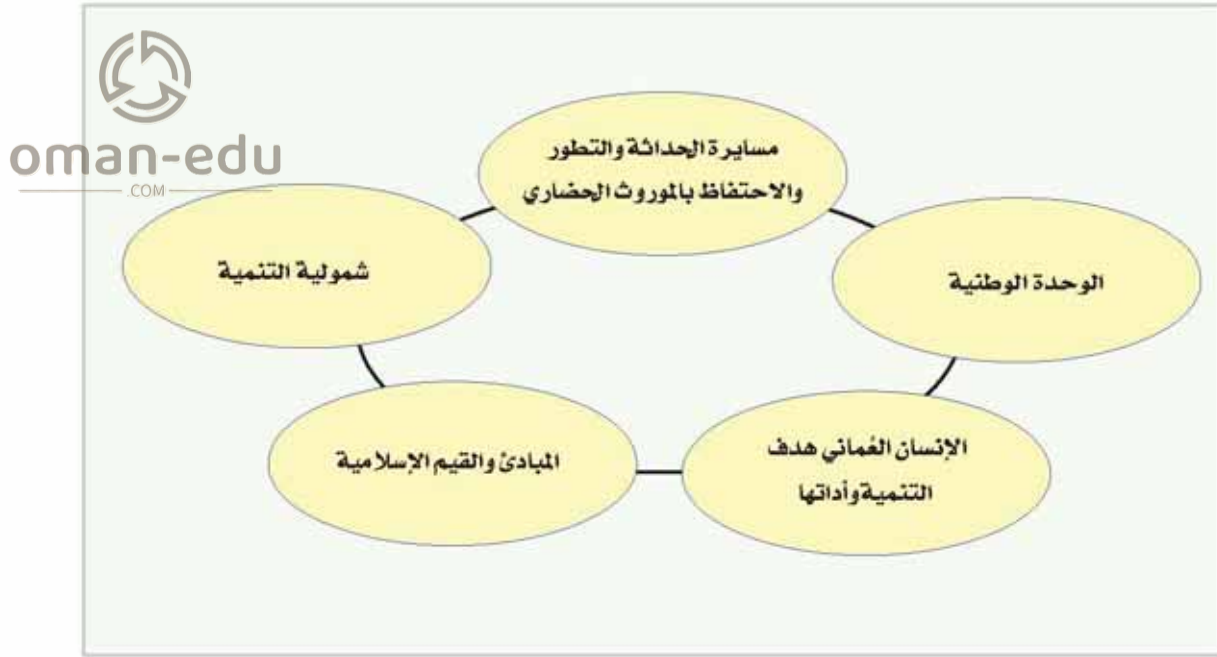 oman-edu
.COM
مسايرة الحداثة والتطور
والاحتفاظ بالموروث الحضاري
الوحدة الوطنية
شمولية التنمية
الإنسان العُماني هدف
التنمية وأداتها
المبادئ والقيم الإسلامية